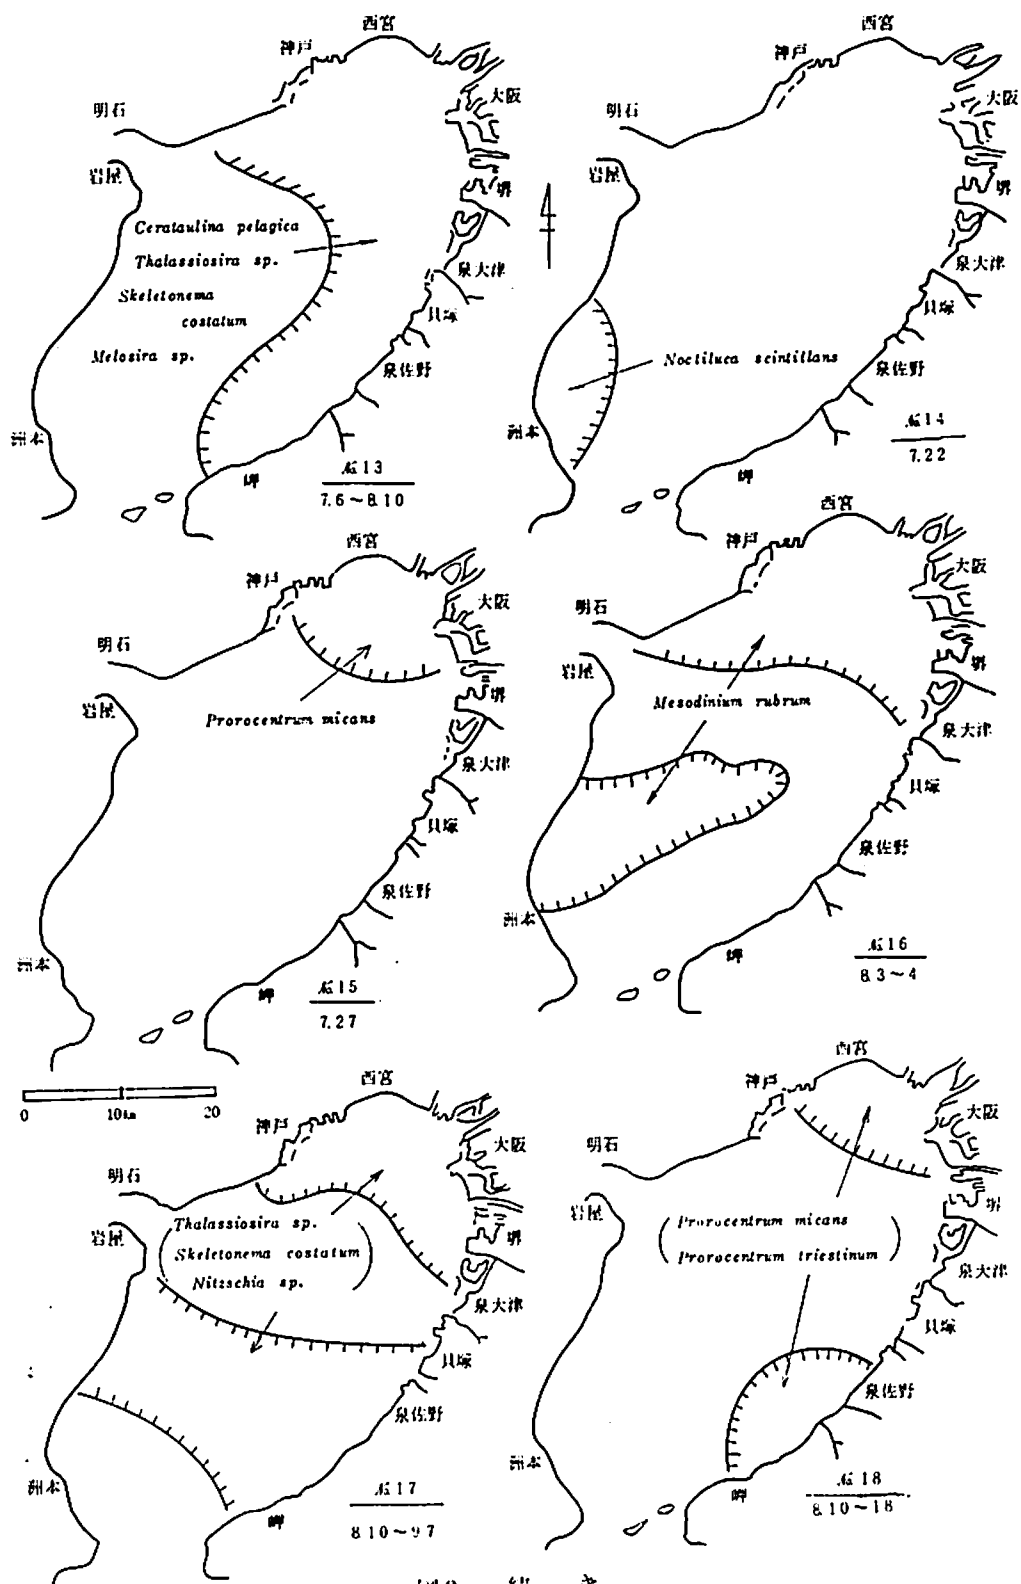 西宮
神戸
大阪
明石
岩屋
堺
Cerataulina pelagica
Thalassiosira sp.
泉大津
Skeletonema
costatum
貝塚
Melosira sp.
泉佐野
洲本
岬
№13
7.6～8.10
西宮
神戸
大阪
明石
岩屋
堺
泉大津
貝塚
Noctiluca scintillans
泉佐野
洲本
№14
7.22
岬
西宮
神戸
大阪
明石
岩屋
堺
Prorocentrum micans
泉大津
貝塚
泉佐野
洲本
岬
№15
7.27
西宮
神戸
大阪
明石
岩屋
堺
Mesodinium rubrum
泉大津
貝塚
泉佐野
洲本
№16
8.3～4
岬
0 10km 20
西宮
神戸
大阪
明石
岩屋
Thalassiosira sp.
堺
Skeletonema costatum
Nitzschia sp.
泉大津
貝塚
泉佐野
洲本
№17
8.10～9.7
岬
西宮
神戸
大阪
明石
岩屋
堺
(Prorocentrum micans
Prorocentrum triestinum)
泉大津
貝塚
泉佐野
洲本
№18
8.10～18
岬